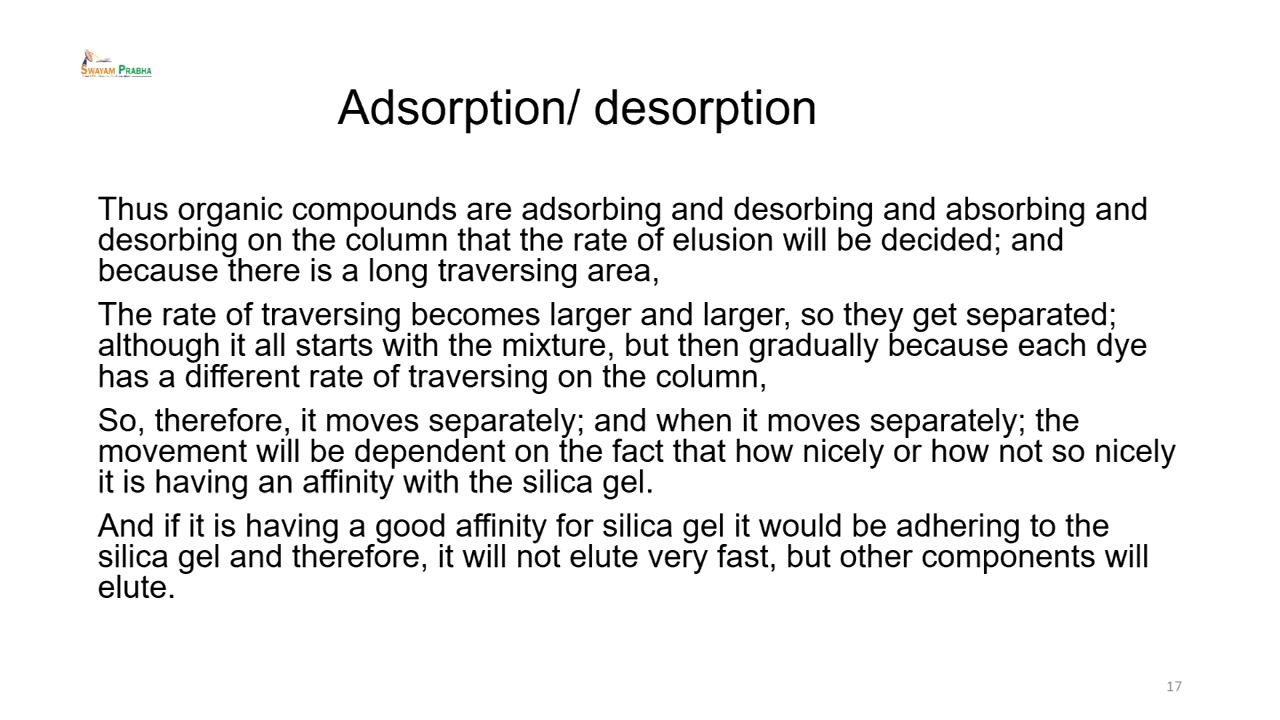 SWAYAM PRABHA
Adsorption/ desorption
Thus organic compounds are adsorbing and desorbing and absorbing and
desorbing on the column that the rate of elusion will be decided; and
because there is a long traversing area,
The rate of traversing becomes larger and larger, so they get separated;
although it all starts with the mixture, but then gradually because each dye
has a different rate of traversing on the column,
So, therefore, it moves separately; and when it moves separately; the
movement will be dependent on the fact that how nicely or how not so nicely
it is having an affinity with the silica gel.
And if it is having a good affinity for silica gel it would be adhering to the
silica gel and therefore, it will not elute very fast, but other components will
elute.
17